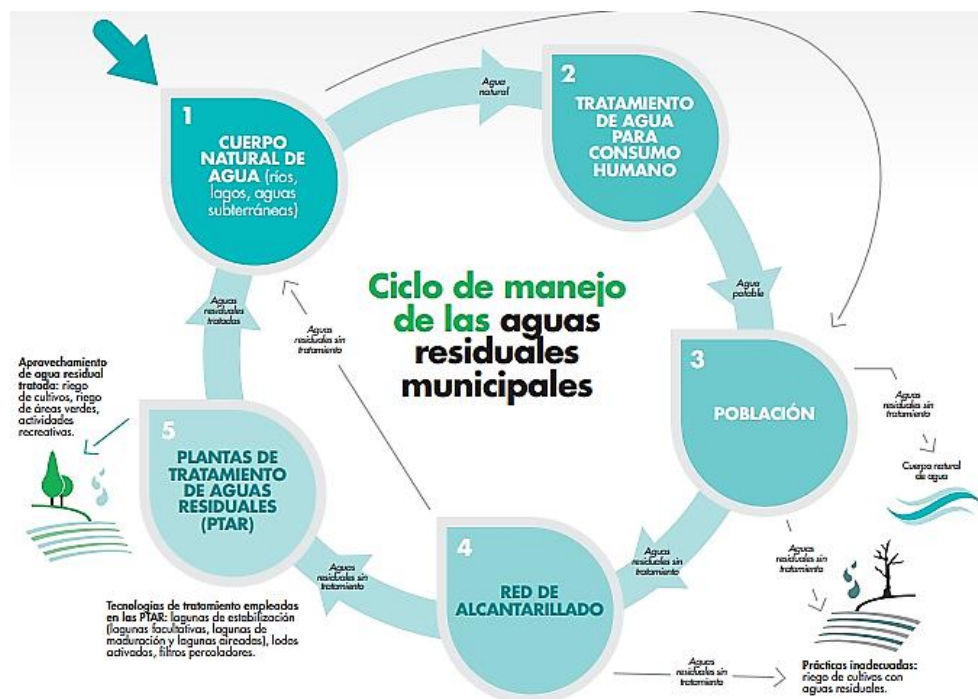 1
CUERPO
NATURAL DE
AGUA (ríos,
lagos, aguas
subterráneas)
Agua
natural
2
TRATAMIENTO
DE AGUA
PARA
CONSUMO
HUMANO
Agua
potable
Ciclo de manejo
de las aguas
residuales
municipales
3
POBLACIÓN
Aguas
residuales sin
tratamiento
Cuerpo natural
de agua
Aguas
residuales sin
tratamiento
Aguas
residuales sin
tratamiento
4
RED DE
ALCANTARILLADO
Aguas
residuales sin
tratamiento
Prácticas inadecuadas:
riego de cultivos con
aguas residuales.
Aguas
residuales sin
tratamiento
Aguas
residuales sin
tratamiento
5
PLANTAS DE
TRATAMIENTO
DE AGUAS
RESIDUALES
(PTAR)
Aguas
residuales
tratadas
Aprovechamiento
de agua residual
tratada: riego
de cultivos, riego
de áreas verdes,
actividades
recreativas.
Tecnologías de tratamiento empleadas
en las PTAR: lagunas de estabilización
(lagunas facultativas, lagunas de
maduración y lagunas aireadas), lodos
activados, filtros percoladores.